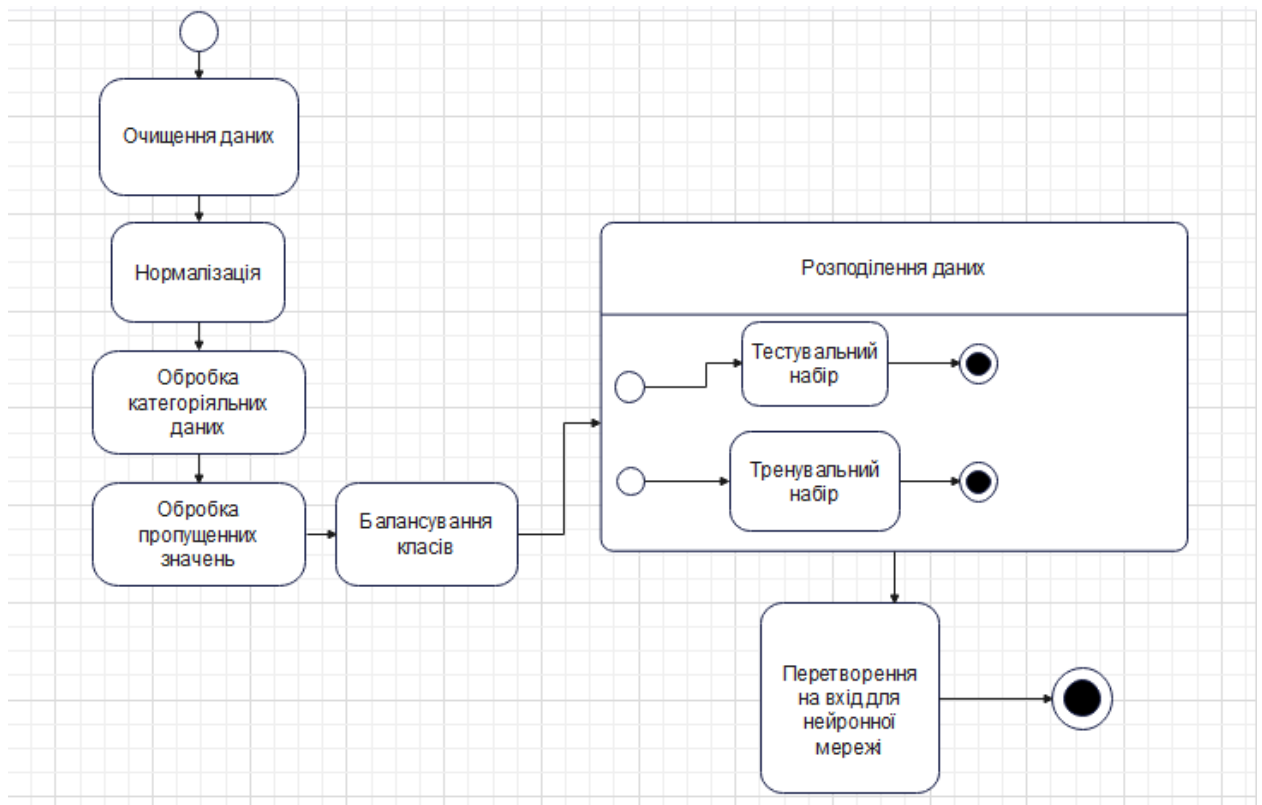 Очищення даних
Нормалізація
Обробка
категоріяльних
даних
Обробка
пропущенних
значень
Балансування
класів
Розподілення даних
Тестувальний
набір
Тренувальний
набір
Перетворення
на вхід для
нейронної
мережі